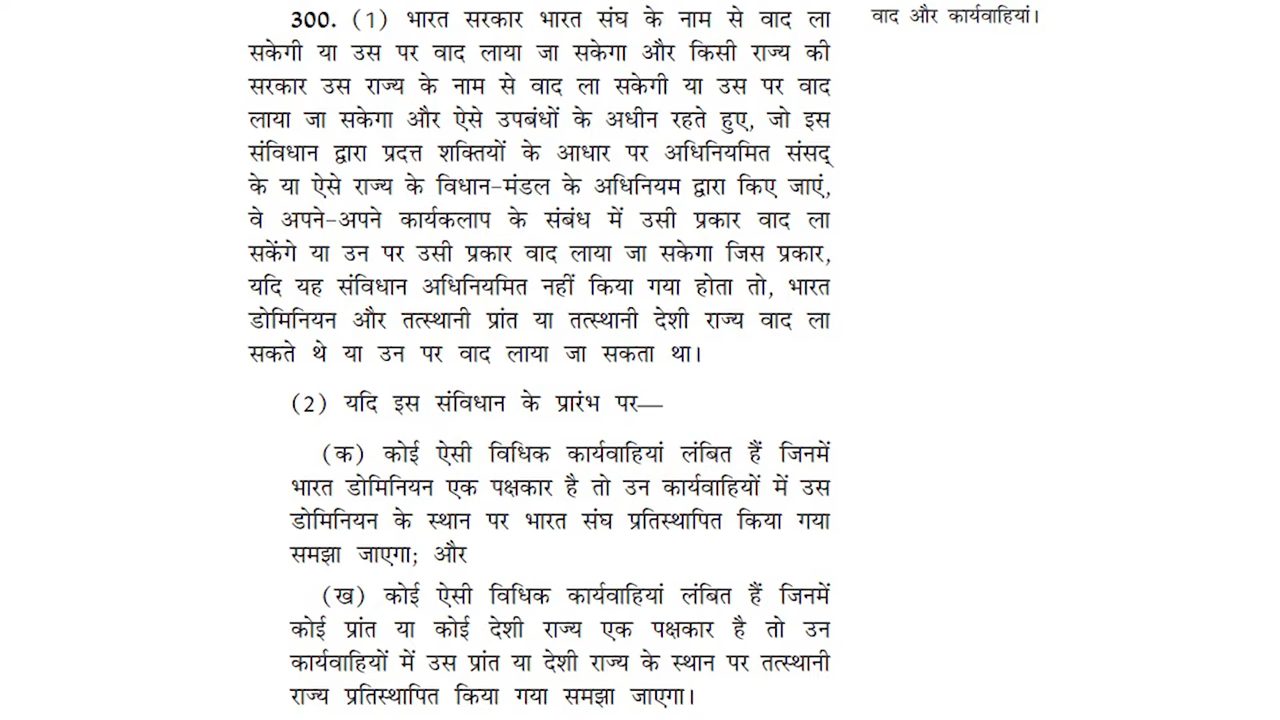 300. (1) भारत सरकार भारत संघ के नाम से वाद ला
वाद और कार्यवाहियां।
सकेगी या उस पर वाद लाया जा सकेगा और किसी राज्य की
सरकार उस राज्य के नाम से वाद ला सकेगी या उस पर वाद
लाया जा सकेगा और ऐसे उपबंधों के अधीन रहते हुए, जो इस
संविधान द्वारा प्रदत्त शक्तियों के आधार पर अधिनियमित संसद्
के या ऐसे राज्य के विधान-मंडल के अधिनियम द्वारा किए जाएं,
वे अपने-अपने कार्यकलाप के संबंध में उसी प्रकार वाद ला
सकेंगे या उन पर उसी प्रकार वाद लाया जा सकेगा जिस प्रकार,
यदि यह संविधान अधिनियमित नहीं किया गया होता तो, भारत
डोमिनियन और तत्स्थानी प्रांत या तत्स्थानी देशी राज्य वाद ला
सकते थे या उन पर वाद लाया जा सकता था।
(2) यदि इस संविधान के प्रारंभ पर—
(क) कोई ऐसी विधिक कार्यवाहियां लंबित हैं जिनमें
भारत डोमिनियन एक पक्षकार है तो उन कार्यवाहियों में उस
डोमिनियन के स्थान पर भारत संघ प्रतिस्थापित किया गया
समझा जाएगा; और
(ख) कोई ऐसी विधिक कार्यवाहियां लंबित हैं जिनमें
कोई प्रांत या कोई देशी राज्य एक पक्षकार है तो उन
कार्यवाहियों में उस प्रांत या देशी राज्य के स्थान पर तत्स्थानी
राज्य प्रतिस्थापित किया गया समझा जाएगा।